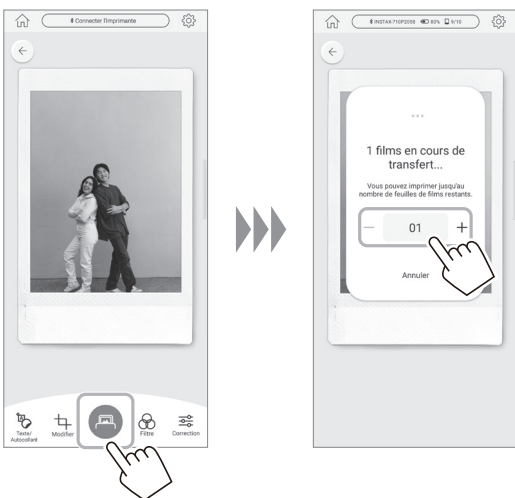 Connecter l'imprimante
Texte/
Autocollant
Modifier
Filtre
Correction
INSTAX-710P2058 80% 9/10
1 films en cours de
transfert...
Vous pouvez imprimer jusqu'au
nombre de feuilles de films restants.
— 01 +
Annuler